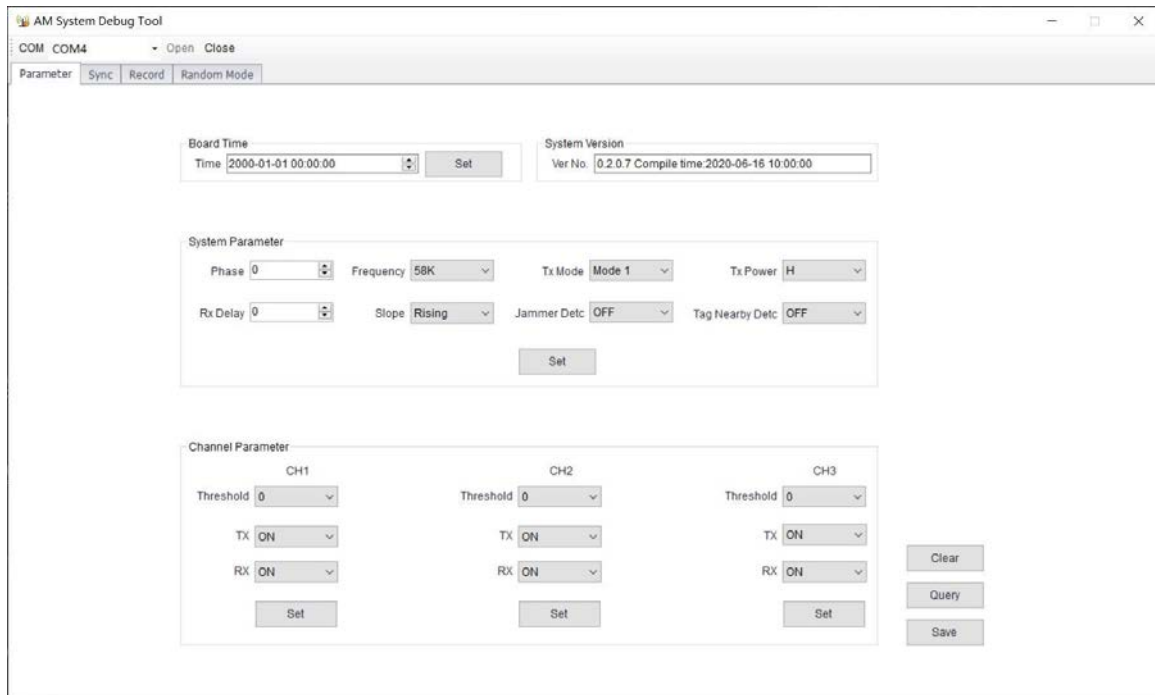 AM System Debug Tool
COM COM4 Open Close
Parameter Sync Record Random Mode
Board Time System Version
Time 2000-01-01 00:00:00 Set Ver No. 0.2.0.7 Compile time:2020-06-16 10:00:00
System Parameter
Phase 0 Frequency 58K Tx Mode Mode 1 Tx Power H
Rx Delay 0 Slope Rising Jammer Detc OFF Tag Nearby Detc OFF
Set
Channel Parameter
CH1 CH2 CH3
Threshold 0 Threshold 0 Threshold 0
TX ON TX ON TX ON
Clear
RX ON RX ON RX ON
Query
Set Set Set
Save